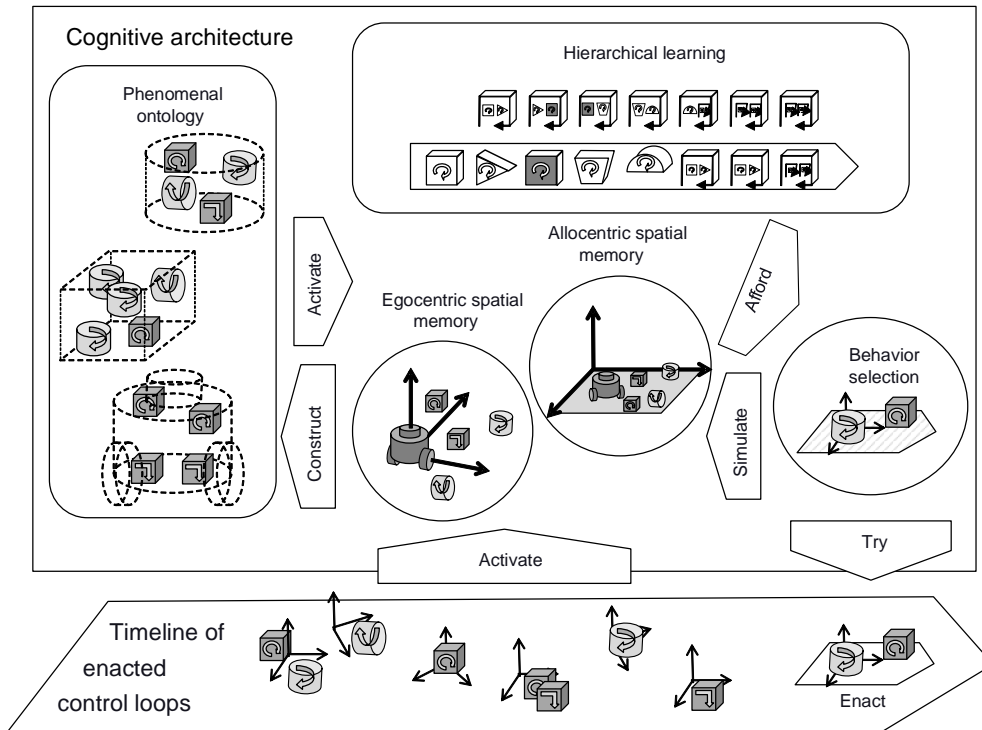 Cognitive architecture
Hierarchical learning
Phenomenal
ontology
Activate
Allocentric spatial
memory
Afford
Egocentric spatial
memory
Behavior
selection
Construct
Simulate
Activate
Try
Timeline of
enacted
control loops
Enact